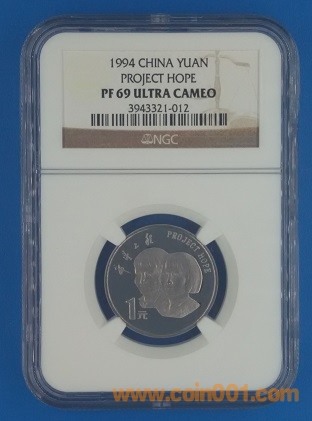 1994 CHINA YUAN
PROJECT HOPE
PF 69 ULTRA CAMEO
3943321-012
NGC
PROJECT HOPE
1元
www.coin001.com